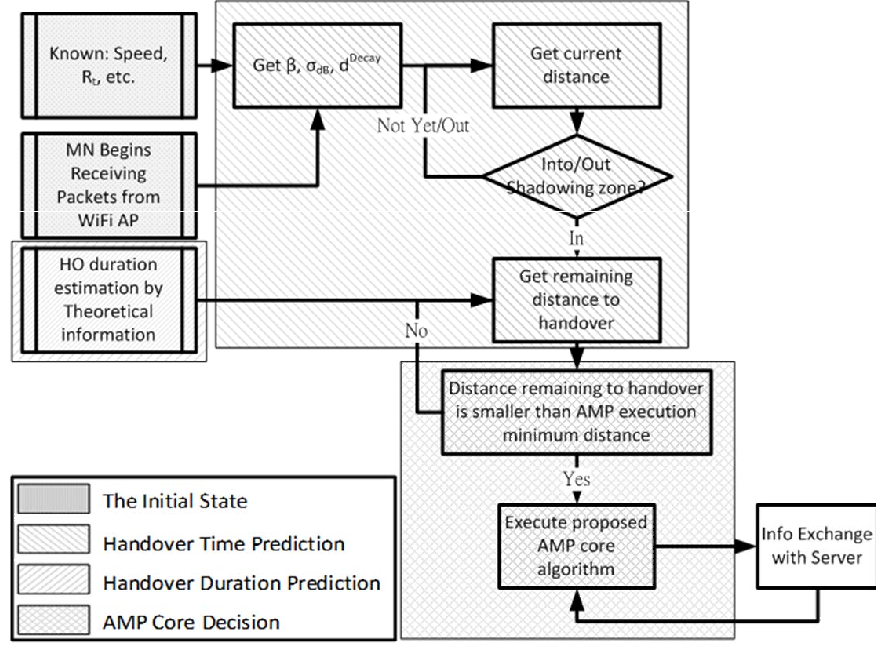 Known: Speed,
Rₜ, etc.
Get β, σdB, dDecay
Get current
distance
Not Yet/Out
MN Begins
Receiving
Packets from
WiFi AP
Into/Out
Shadowing zone?
In
HO duration
estimation by
Theoretical
information
Get remaining
distance to
handover
No
Distance remaining to handover
is smaller than AMP execution
minimum distance
Yes
Execute proposed
AMP core
algorithm
Info Exchange
with Server
The Initial State
Handover Time Prediction
Handover Duration Prediction
AMP Core Decision